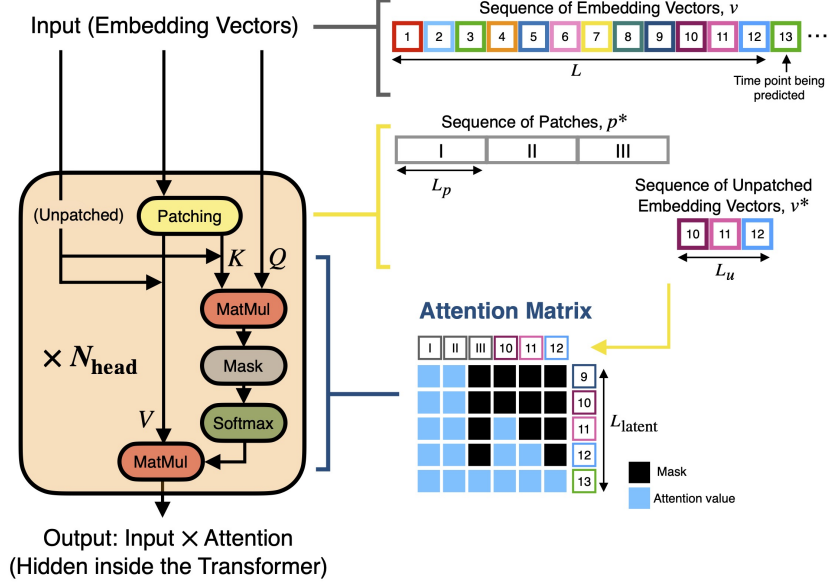 Input (Embedding Vectors)
Sequence of Embedding Vectors, v
1 2 3 4 5 6 7 8 9 10 11 12 13 ...
L
Time point being
predicted
Sequence of Patches, p*
I II III
L_p
Sequence of Unpatched
Embedding Vectors, v*
10 11 12
L_u
(Unpatched)
Patching
K
Q
MatMul
Mask
Softmax
× N_head
V
MatMul
Output: Input × Attention
(Hidden inside the Transformer)
Attention Matrix
I II III 10 11 12
9
10
11
12
13
L_latent
Mask
Attention value